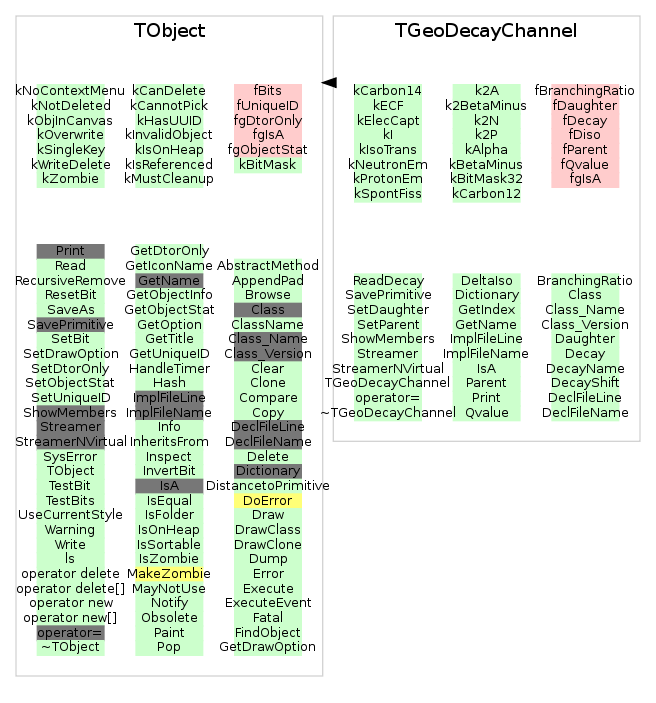 TObject
kNoContextMenu
kNotDeleted
kObjInCanvas
kOverwrite
kSingleKey
kWriteDelete
kZombie
kCanDelete
kCannotPick
kHasUUID
kInvalidObject
kIsOnHeap
kIsReferenced
kMustCleanup
fBits
fUniqueID
fgDtorOnly
fgIsA
fgObjectStat
kBitMask
Print
Read
RecursiveRemove
ResetBit
SaveAs
SavePrimitive
SetBit
SetDrawOption
SetDtorOnly
SetObjectStat
SetUniqueID
ShowMembers
Streamer
StreamerNVirtual
SysError
TObject
TestBit
TestBits
UseCurrentStyle
Warning
Write
ls
operator delete
operator delete[]
operator new
operator new[]
operator=
~TObject
GetDtorOnly
GetIconName
GetName
GetObjectInfo
GetObjectStat
GetOption
GetTitle
GetUniqueID
HandleTimer
Hash
ImplFileLine
ImplFileName
Info
InheritsFrom
Inspect
InvertBit
IsA
IsEqual
IsFolder
IsOnHeap
IsSortable
IsZombie
MakeZombie
MayNotUse
Notify
Obsolete
Paint
Pop
AbstractMethod
AppendPad
Browse
Class
ClassName
Class_Name
Class_Version
Clear
Clone
Compare
Copy
DeclFileLine
DeclFileName
Delete
Dictionary
DistancetoPrimitive
DoError
Draw
DrawClass
DrawClone
Dump
Error
Execute
ExecuteEvent
Fatal
FindObject
GetDrawOption
TGeoDecayChannel
kCarbon14
kECF
kElecCapt
kI
kIsoTrans
kNeutronEm
kProtonEm
kSpontFiss
k2A
k2BetaMinus
k2N
k2P
kAlpha
kBetaMinus
kBitMask32
kCarbon12
fBranchingRatio
fDaughter
fDecay
fDiso
fParent
fQvalue
fgIsA
ReadDecay
SavePrimitive
SetDaughter
SetParent
ShowMembers
Streamer
StreamerNVirtual
TGeoDecayChannel
operator=
~TGeoDecayChannel
DeltaIso
Dictionary
GetIndex
GetName
ImplFileLine
ImplFileName
IsA
Parent
Print
Qvalue
BranchingRatio
Class
Class_Name
Class_Version
Daughter
Decay
DecayName
DecayShift
DeclFileLine
DeclFileName